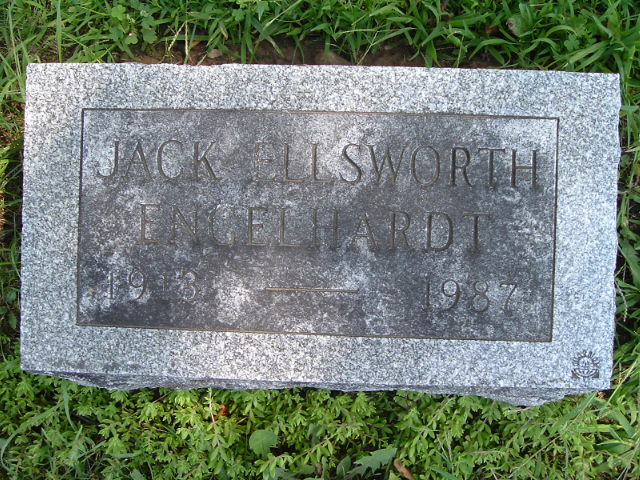 JACK ELLSWORTH
ENGELHARDT
1913 — 1987